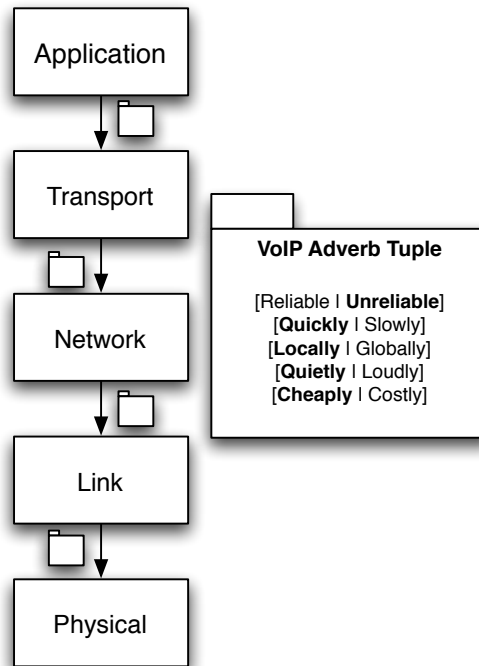 Application
Transport
Network
Link
Physical
VoIP Adverb Tuple
[Reliable | Unreliable]
[Quickly | Slowly]
[Locally | Globally]
[Quietly | Loudly]
[Cheaply | Costly]